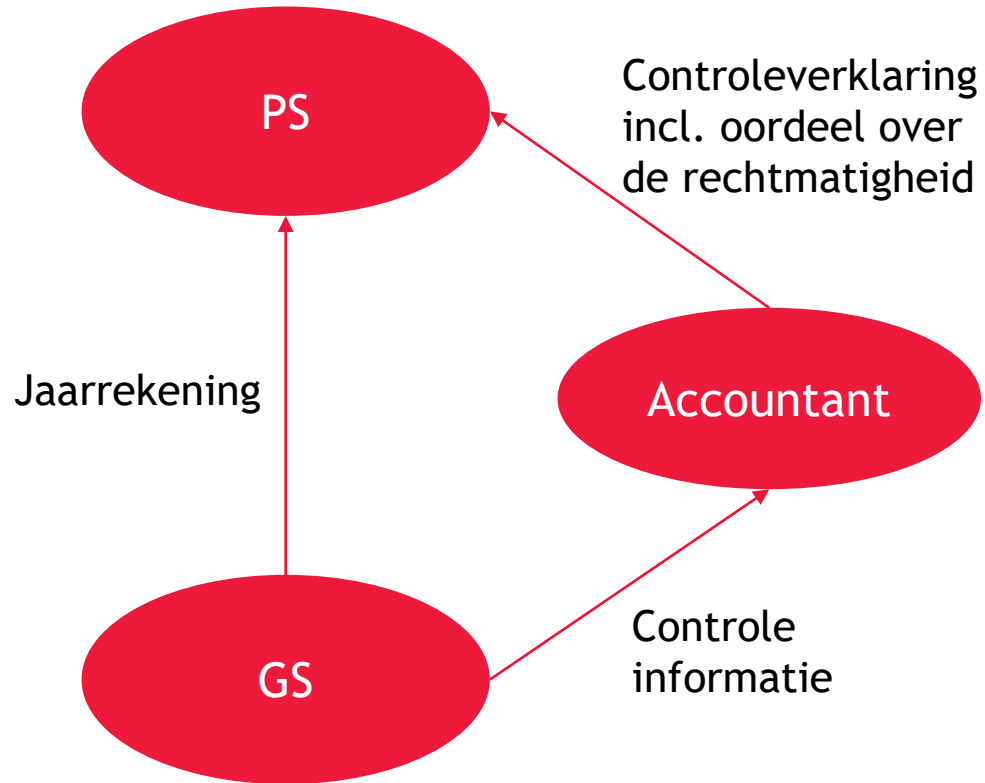 PS
Controleverklaring
incl. oordeel over
de rechtmatigheid
Jaarrekening
Accountant
GS
Controle
informatie